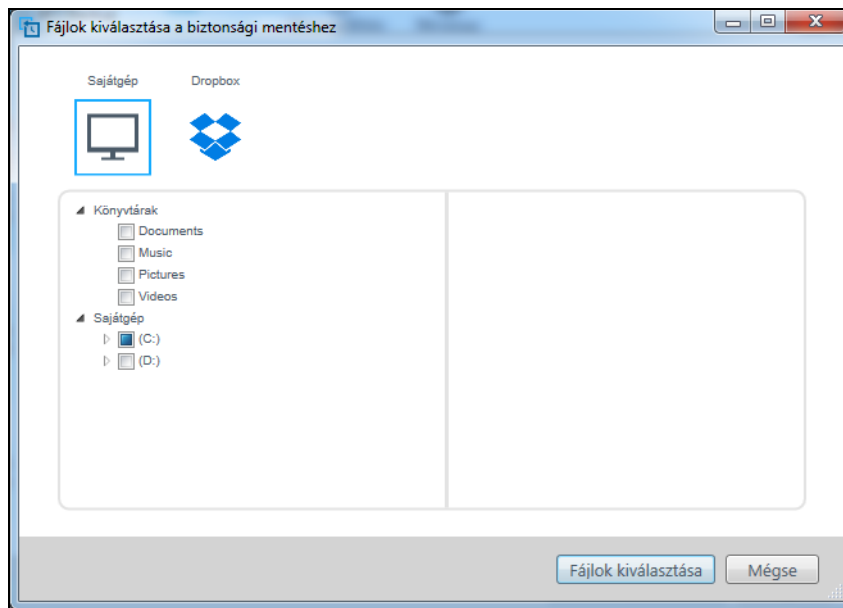 Fájlok kiválasztása a biztonsági mentéshez
Sajátgép Dropbox
Könyvtárak
Documents
Music
Pictures
Videos
Sajátgép
(C:)
(D:)
Fájlok kiválasztása Mégse